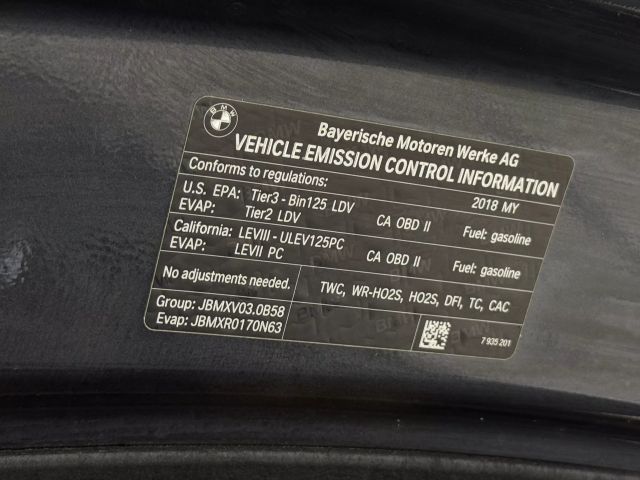 BMW
Bayerische Motoren Werke AG
VEHICLE EMISSION CONTROL INFORMATION
Conforms to regulations: 2018 MY
U.S. EPA: Tier3 - Bin125 LDV CA OBD II Fuel: gasoline
EVAP: Tier2 LDV
California: LEVIII - ULEV125PC CA OBD II Fuel: gasoline
EVAP: LEVII PC
No adjustments needed. TWC, WR-HO2S, HO2S, DFI, TC, CAC
Group: JBMXV03.0B58
Evap: JBMXR0170N63
7 935 201